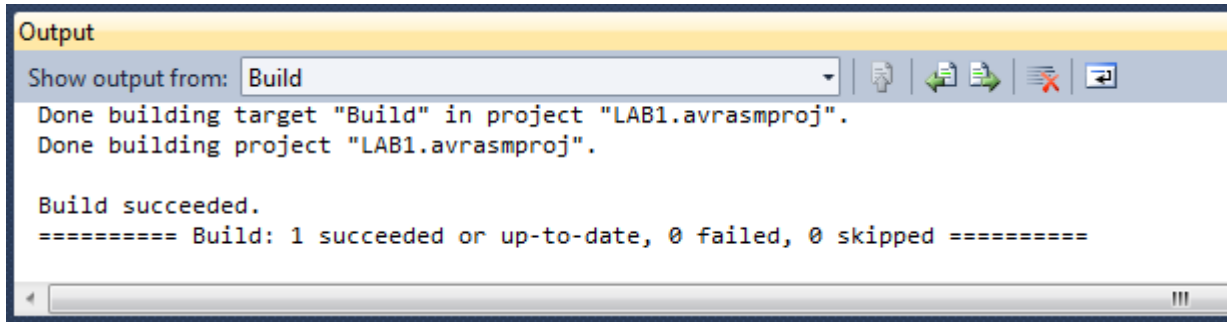 Output
Show output from: Build
Done building target "Build" in project "LAB1.avrasmproj".
Done building project "LAB1.avrasmproj".
Build succeeded.
========== Build: 1 succeeded or up-to-date, 0 failed, 0 skipped ==========